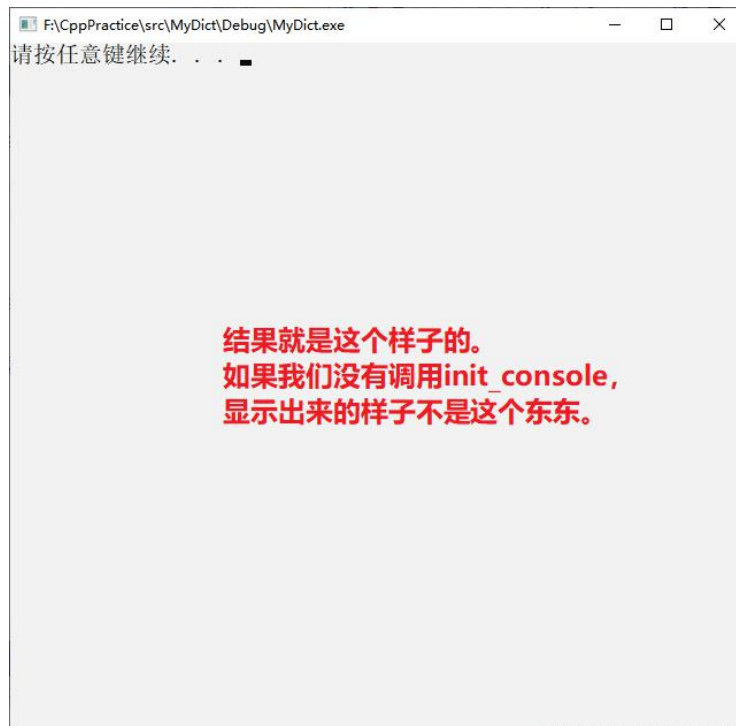 F:\CppPractice\src\MyDict\Debug\MyDict.exe
请按任意键继续. . .
结果就是这个样子的。
如果我们没有调用init_console，
显示出来的样子不是这个东东。